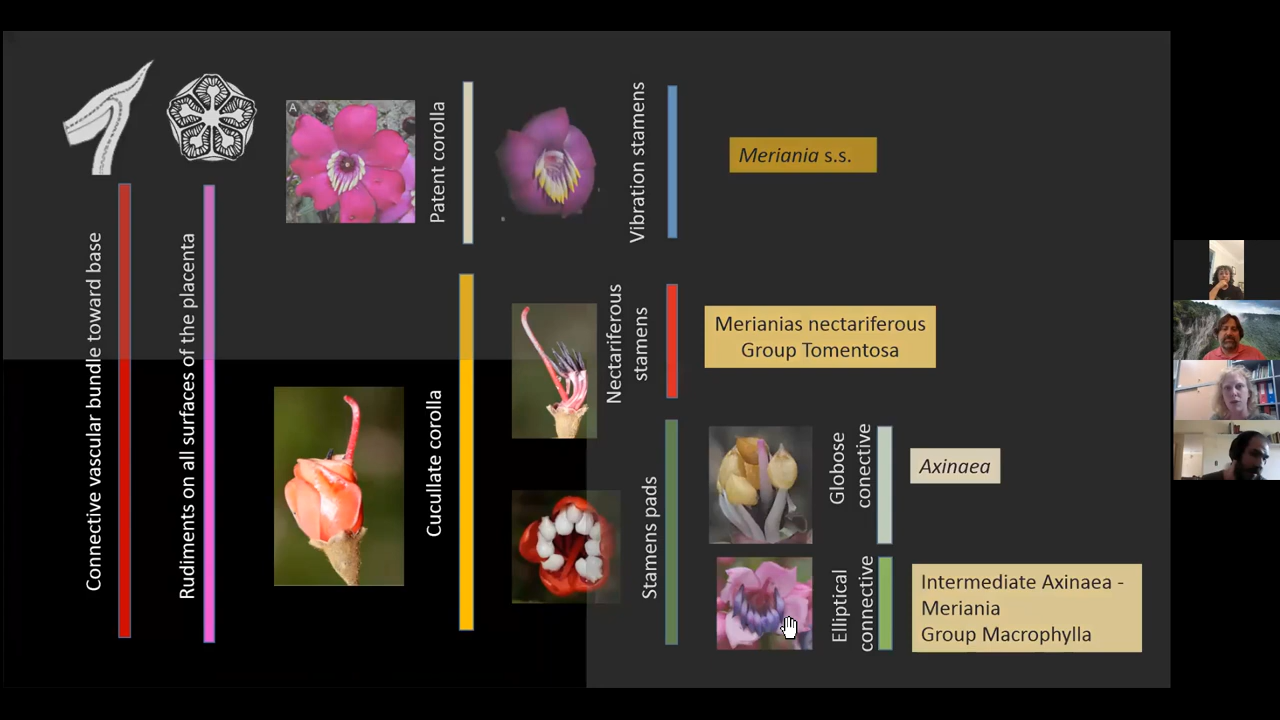 Connective vascular bundle toward base
Rudiments on all surfaces of the placenta
A
Patent corolla
Vibration stamens
Meriania s.s.
Cucullate corolla
Nectariferous
stamens
Merianias nectariferous
Group Tomentosa
Stamens pads
Globose
conective
Axinaea
Elliptical
connective
Intermediate Axinaea -
Meriania
Group Macrophylla